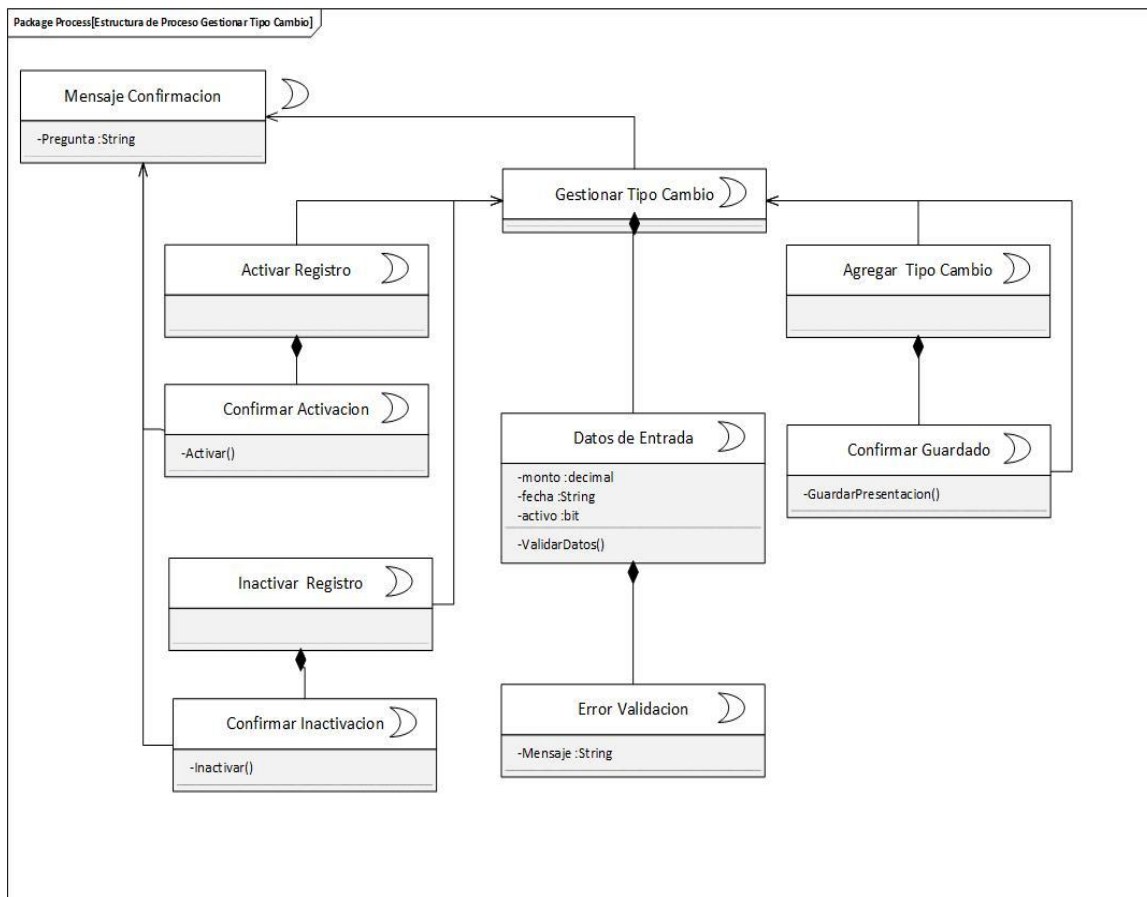 Package Process[Estructura de Proceso Gestionar Tipo Cambio]
Mensaje Confirmacion
-Pregunta :String
Gestionar Tipo Cambio
Activar Registro
Agregar Tipo Cambio
Confirmar Activacion
-Activar()
Datos de Entrada
-monto :decimal
-fecha :String
-activo :bit
-ValidarDatos()
Confirmar Guardado
-GuardarPresentacion()
Inactivar Registro
Confirmar Inactivacion
-Inactivar()
Error Validacion
-Mensaje :String